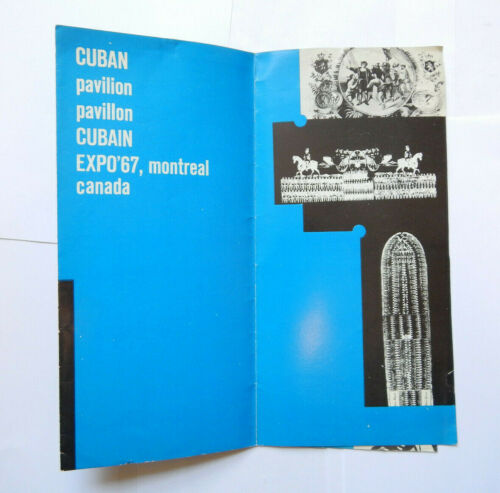 CUBAN
pavilion
pavillon
CUBAIN
EXPO'67, montreal
canada